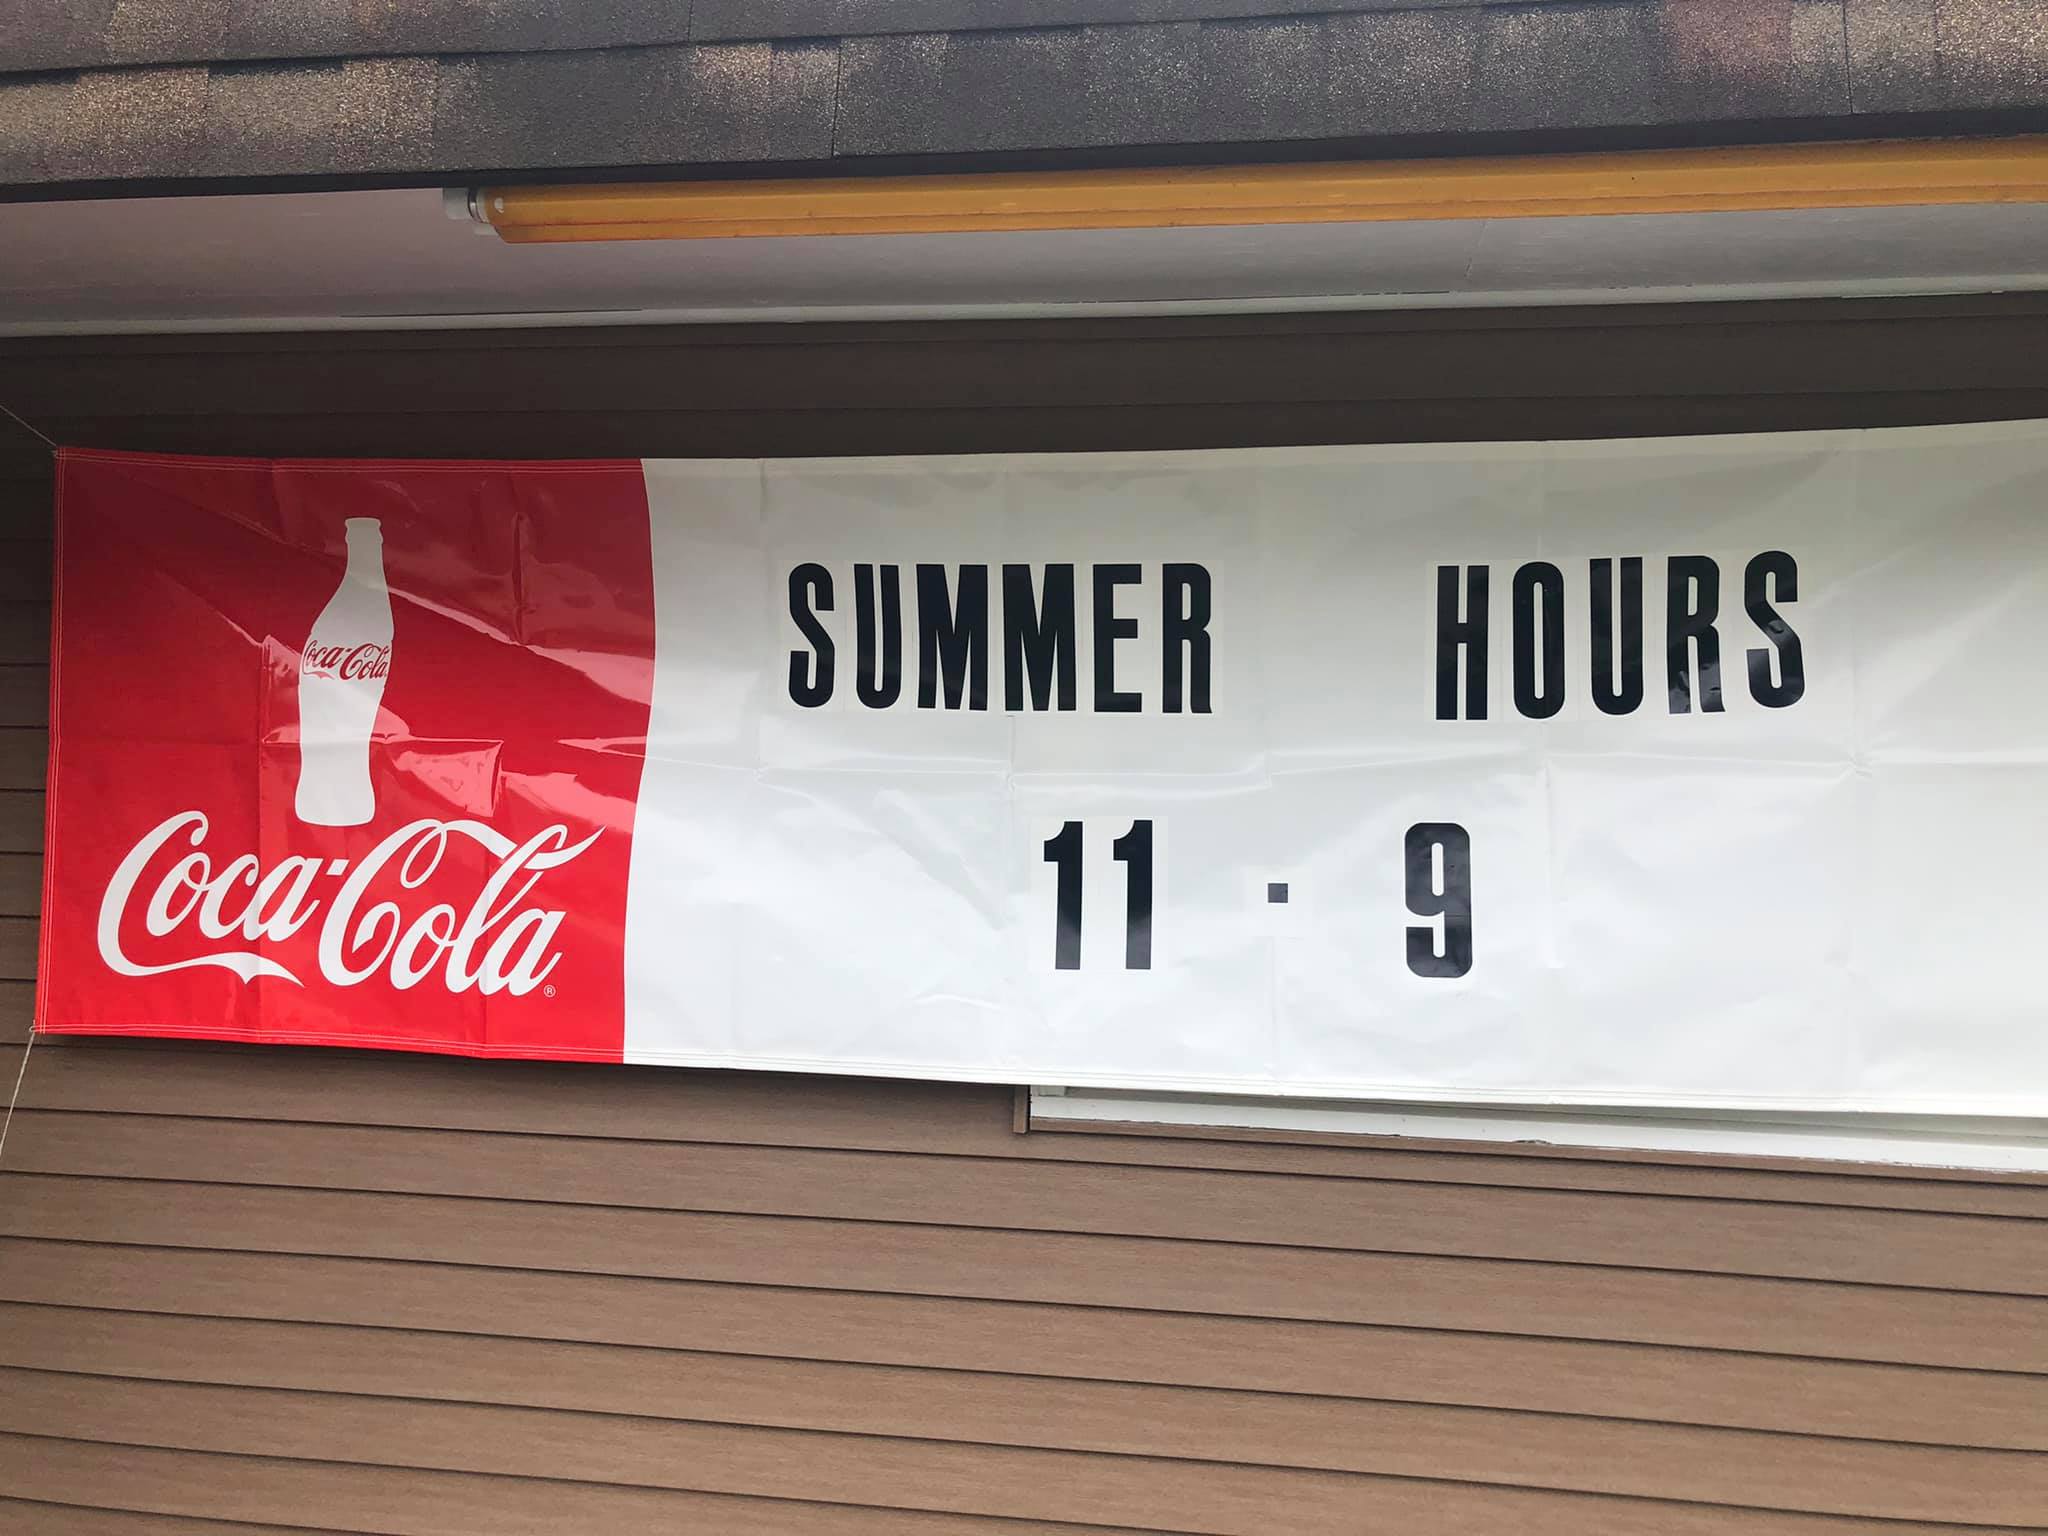 Coca-Cola
Coca-Cola®
SUMMER HOURS
11 · 9